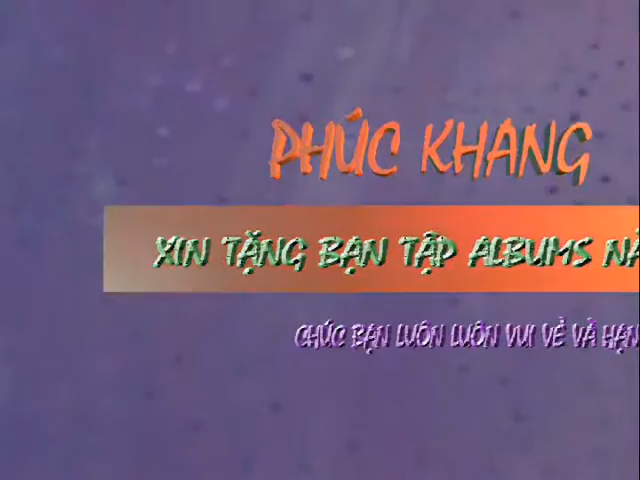 PHÚC KHANG
XIN TẶNG BẠN TẬP ALBUMS
CHÚC BẠN LUÔN LUÔN VUI VẺ VÀ